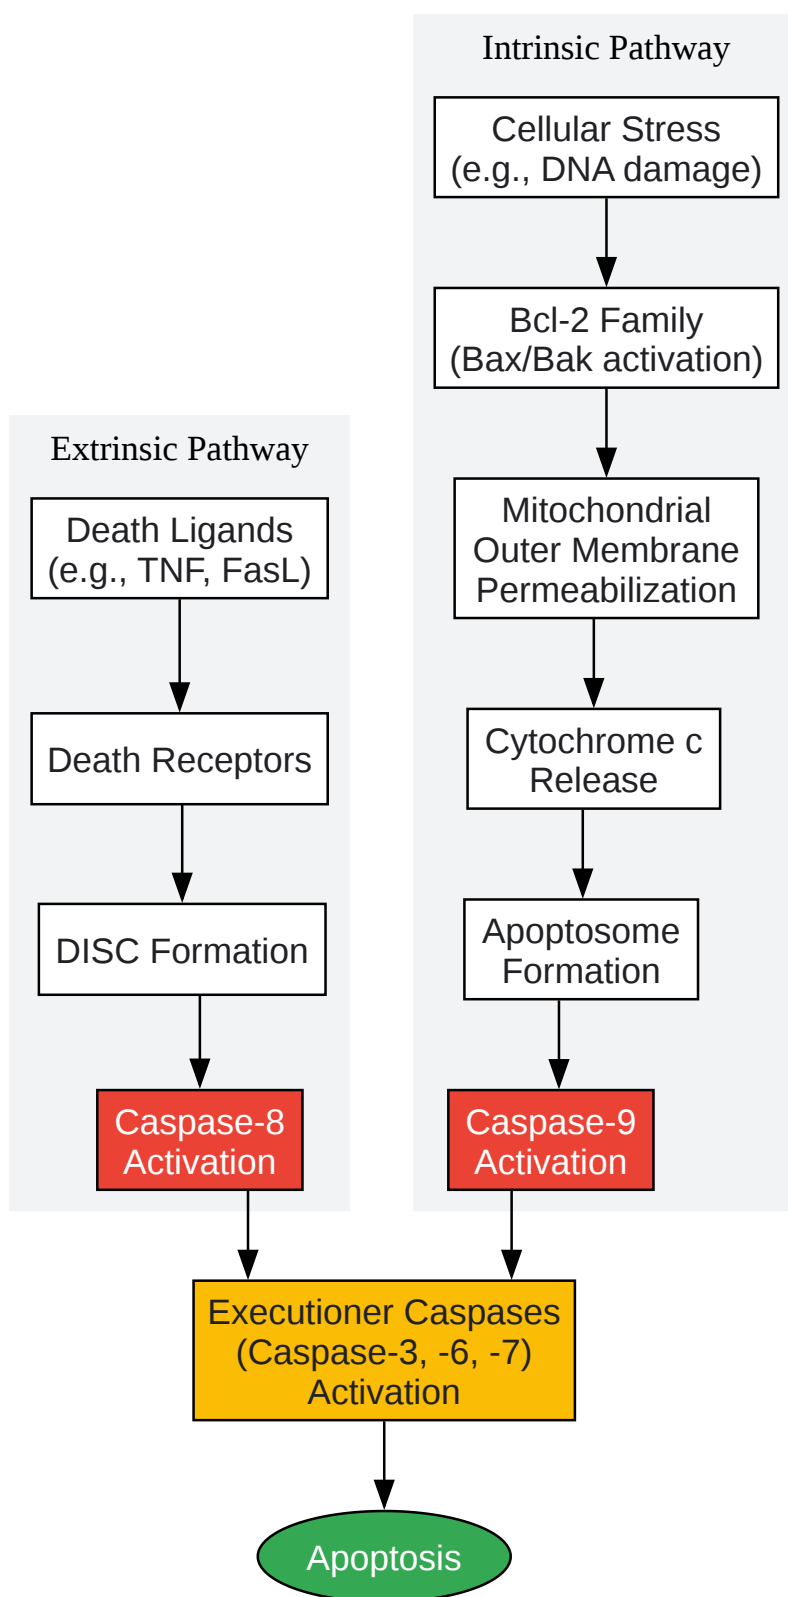 Intrinsic Pathway
Cellular Stress
(e.g., DNA damage)
Bcl-2 Family
(Bax/Bak activation)
Mitochondrial
Outer Membrane
Permeabilization
Cytochrome c
Release
Apoptosome
Formation
Caspase-9
Activation
Extrinsic Pathway
Death Ligands
(e.g., TNF, FasL)
Death Receptors
DISC Formation
Caspase-8
Activation
Executioner Caspases
(Caspase-3, -6, -7)
Activation
Apoptosis